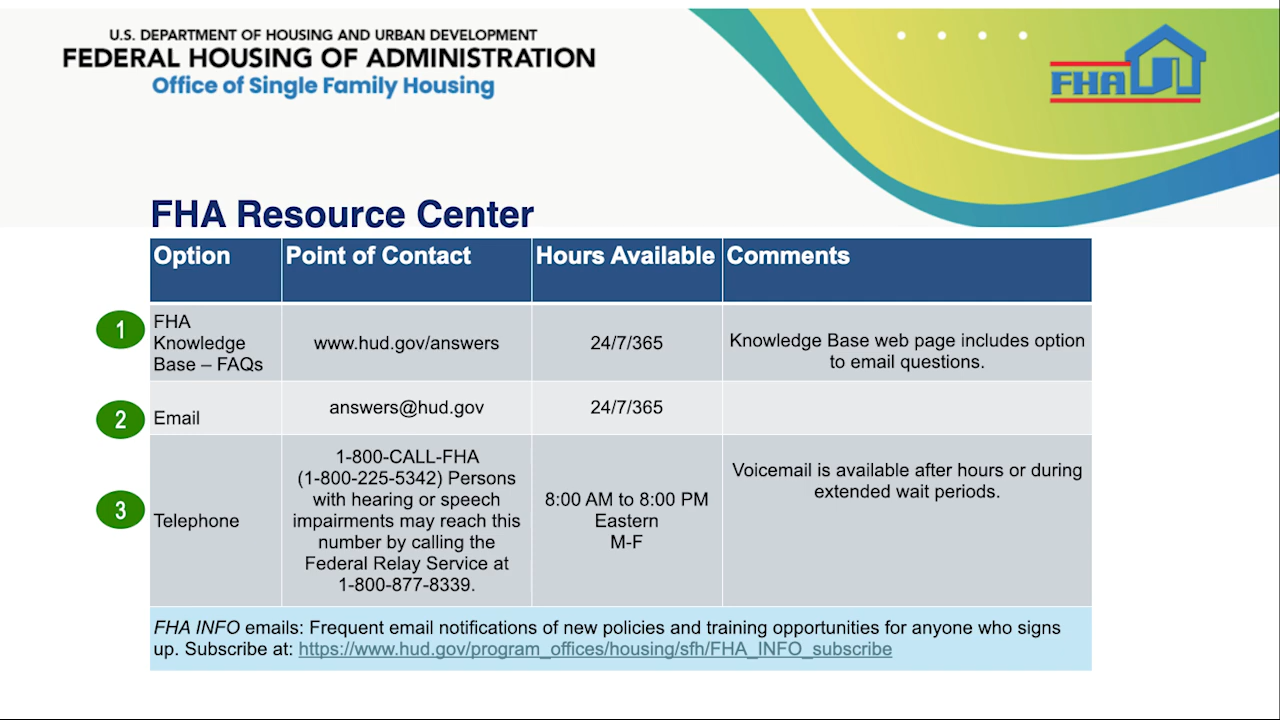 U.S. DEPARTMENT OF HOUSING AND URBAN DEVELOPMENT
FEDERAL HOUSING OF ADMINISTRATION
Office of Single Family Housing
FHA
FHA Resource Center
Option Point of Contact Hours Available Comments
1
FHA
Knowledge
Base – FAQs
www.hud.gov/answers
24/7/365
Knowledge Base web page includes option
to email questions.
2
Email
answers@hud.gov
24/7/365
3
Telephone
1-800-CALL-FHA
(1-800-225-5342) Persons
with hearing or speech
impairments may reach this
number by calling the
Federal Relay Service at
1-800-877-8339.
8:00 AM to 8:00 PM
Eastern
M-F
Voicemail is available after hours or during
extended wait periods.
FHA INFO emails: Frequent email notifications of new policies and training opportunities for anyone who signs
up. Subscribe at: https://www.hud.gov/program_offices/housing/sfh/FHA_INFO_subscribe